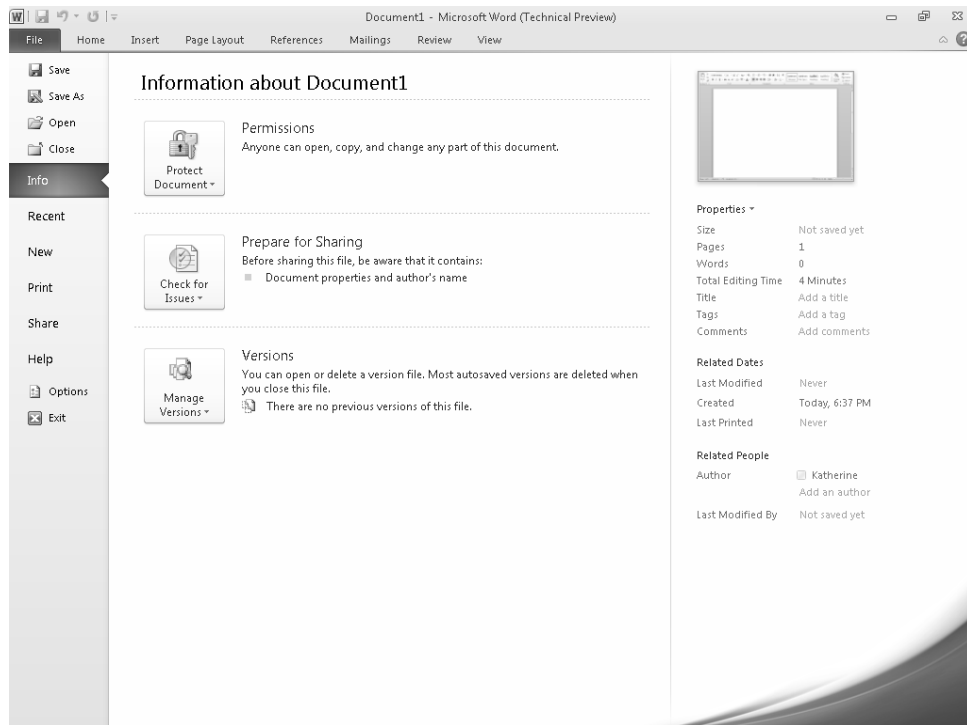 Document1 - Microsoft Word (Technical Preview)
File Home Insert Page Layout References Mailings Review View
Save
Save As
Open
Close
Info
Recent
New
Print
Share
Help
Options
Exit
Information about Document1
Protect
Document
Permissions
Anyone can open, copy, and change any part of this document.
Check for
Issues
Prepare for Sharing
Before sharing this file, be aware that it contains:
Document properties and author's name
Manage
Versions
Versions
You can open or delete a version file. Most autosaved versions are deleted when
you close this file.
There are no previous versions of this file.
Properties
Size Not saved yet
Pages 1
Words 0
Total Editing Time 4 Minutes
Title Add a title
Tags Add a tag
Comments Add comments
Related Dates
Last Modified Never
Created Today, 6:37 PM
Last Printed Never
Related People
Author Katherine
Add an author
Last Modified By Not saved yet